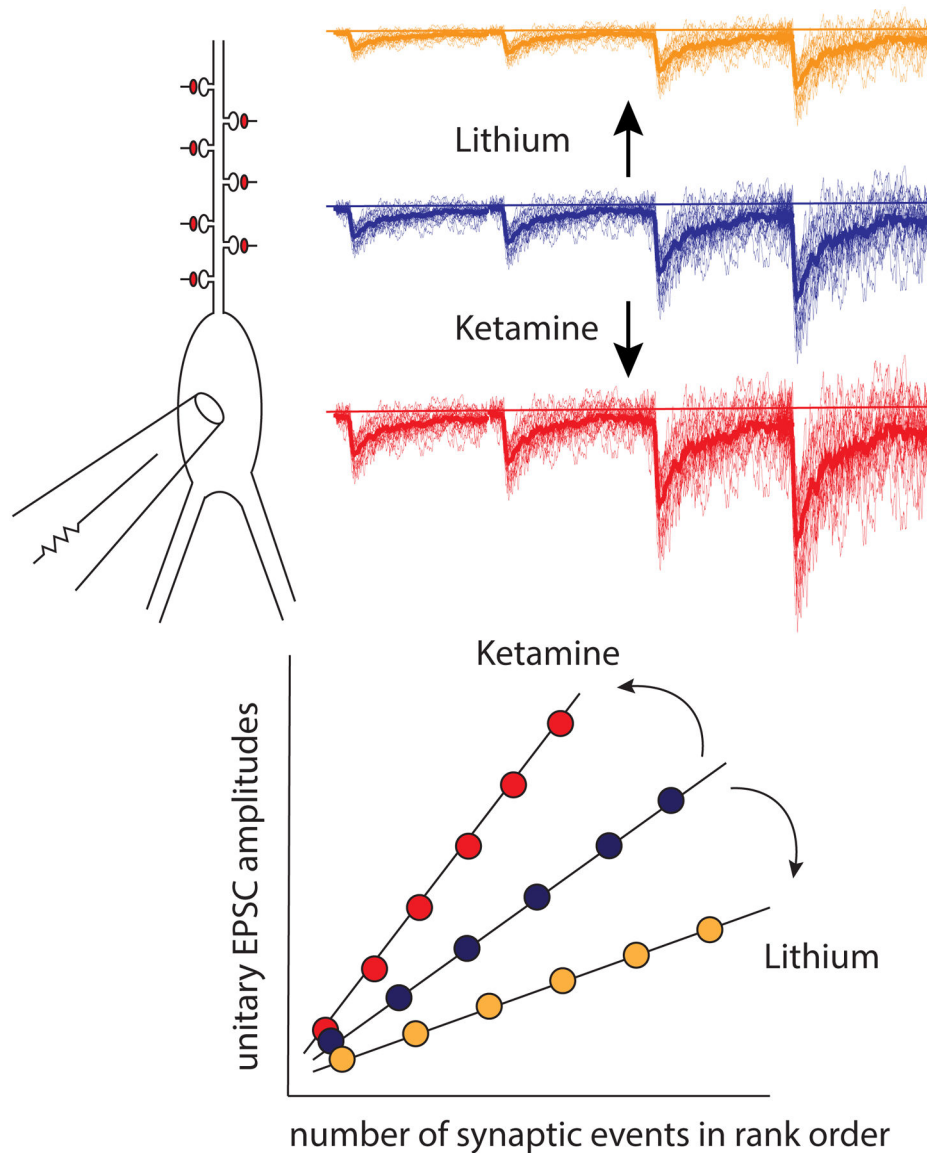 Lithium
Ketamine
Ketamine
unitary EPSC amplitudes
Lithium
number of synaptic events in rank order